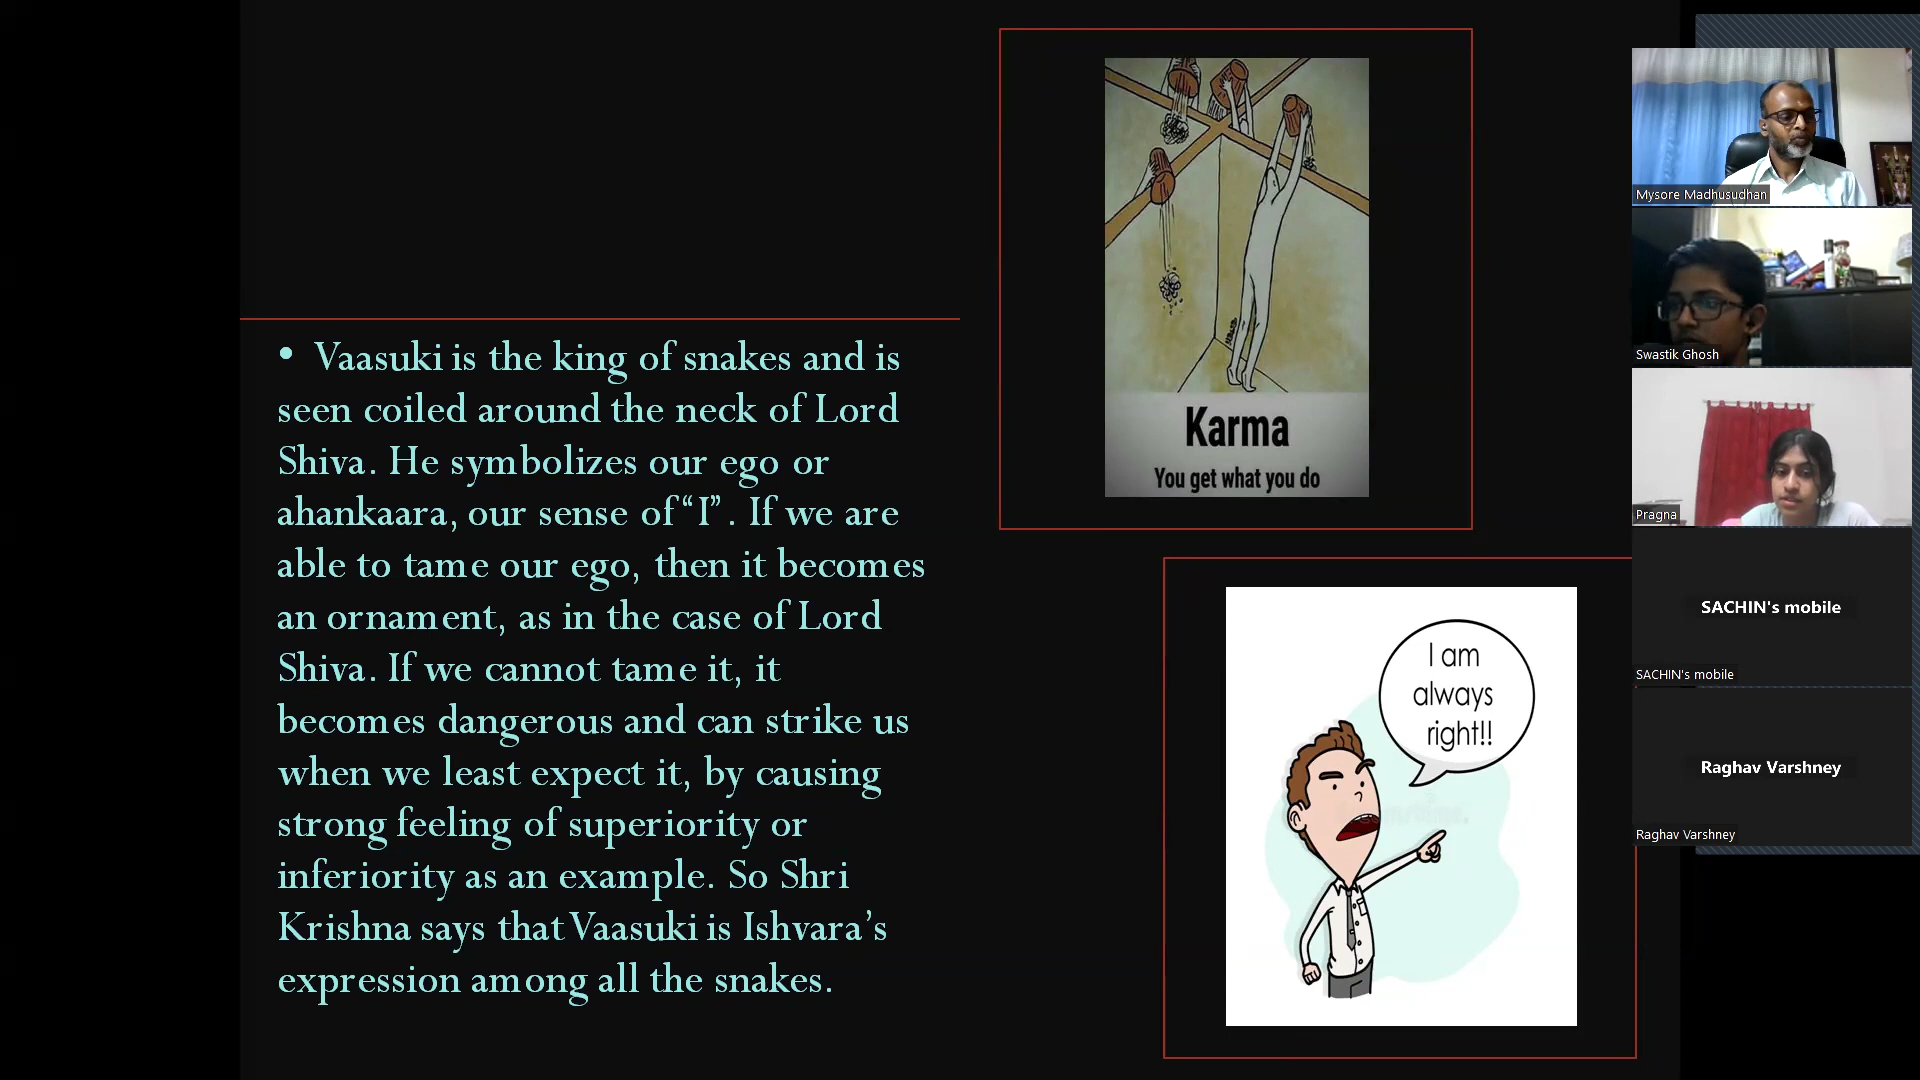 • Vaasuki is the king of snakes and is
seen coiled around the neck of Lord
Shiva. He symbolizes our ego or
ahankaara, our sense of “I”. If we are
able to tame our ego, then it becomes
an ornament, as in the case of Lord
Shiva. If we cannot tame it, it
becomes dangerous and can strike us
when we least expect it, by causing
strong feeling of superiority or
inferiority as an example. So Shri
Krishna says that Vaasuki is Ishvara’s
expression among all the snakes.
Karma
You get what you do
I am
always
right!!
Mysore Madhusudhan
Swastik Ghosh
Pragna
SACHIN's mobile
SACHIN's mobile
Raghav Varshney
Raghav Varshney